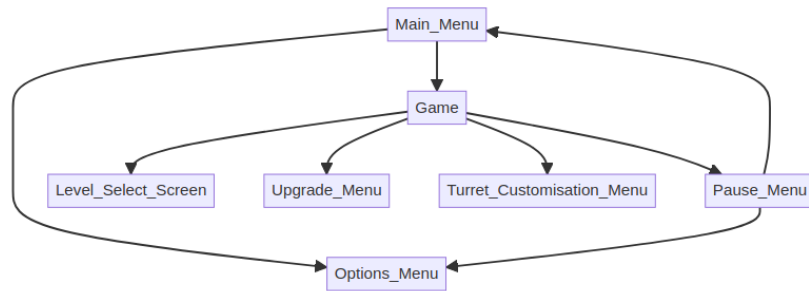 Main_Menu
Game
Level_Select_Screen
Upgrade_Menu
Turret_Customisation_Menu
Pause_Menu
Options_Menu